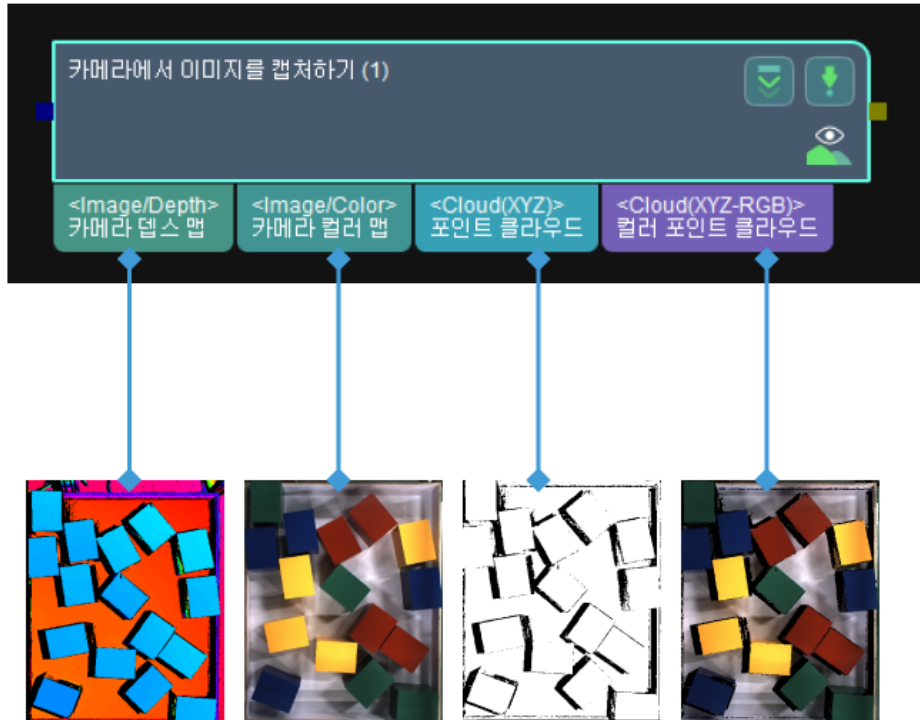 카메라에서 이미지를 캡처하기 (1)
<Image/Depth>
카메라 뎁스 맵
<Image/Color>
카메라 컬러 맵
<Cloud(XYZ)>
포인트 클라우드
<Cloud(XYZ-RGB)>
컬러 포인트 클라우드